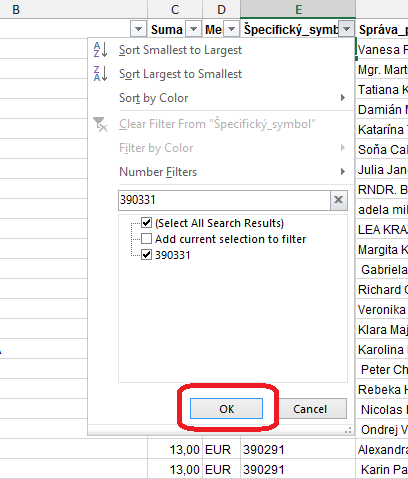 B C D E
Suma Me Špecifický_symb Správa_p
Vanesa F
Sort Smallest to Largest
Mgr. Mart
Sort Largest to Smallest
Tatiana K
Sort by Color
Damián M
Clear Filter From "Špecifický_symbol"
Katarína
Filter by Color
Soňa Cal
Number Filters
Julia Jan
RNDR. B
390331
adela mil
(Select All Search Results)
LEA KRA
Add current selection to filter
Margita K
390331
Gabriela
Richard
Veronika
Klara Maj
Karolina
Peter Ch
Rebeka H
OK Cancel
Nicolas
Ondrej V
13,00 EUR 390291 Alexandra
13,00 EUR 390291 Karin Pa